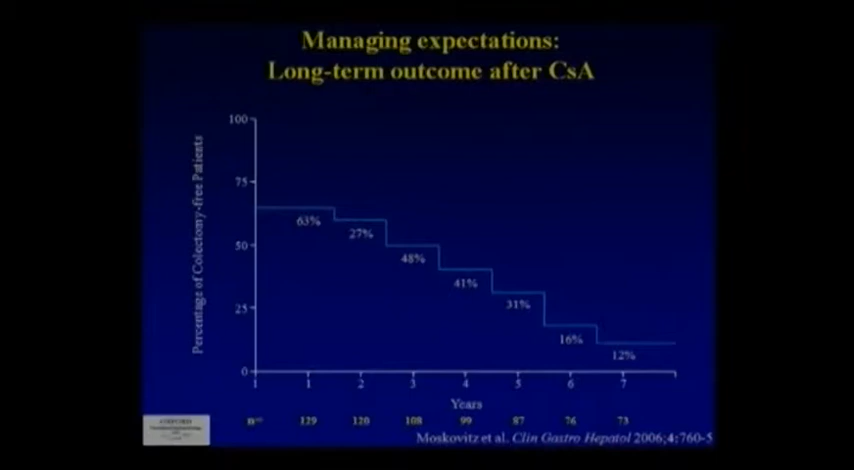 Managing expectations:
Long-term outcome after CsA
Percentage of Colectomy-free Patients
100
75
50
25
0
63%
27%
48%
41%
31%
16%
12%
1 1 2 3 4 5 6 7
Years
n= 129 120 108 99 87 76 73
Moskovitz et al. Clin Gastro Hepatol 2006;4:760-5